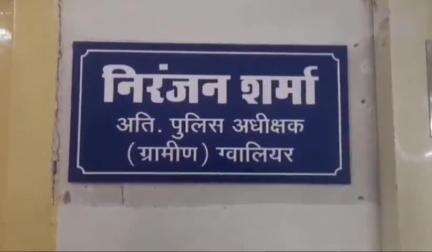 निरंजन शर्मा
अति. पुलिस अधीक्षक
(ग्रामीण) ग्वालियर